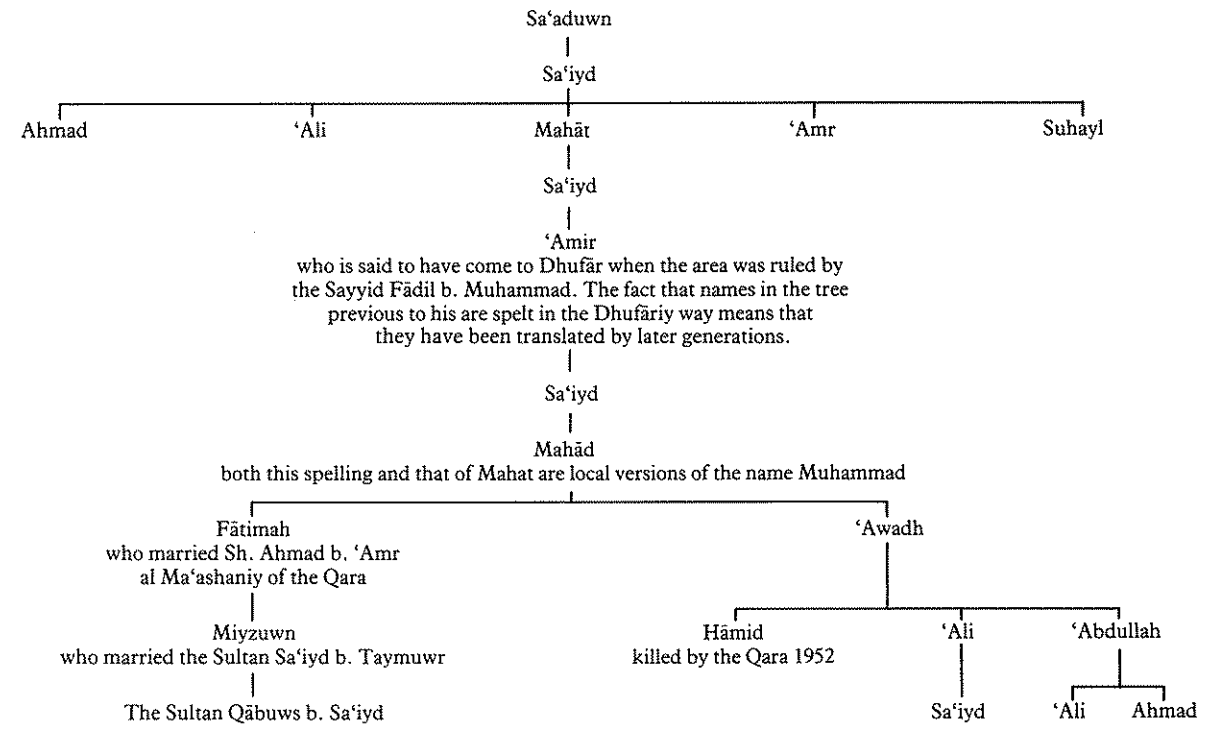 Sa‘aduwn
Sa‘iyd
Ahmad ‘Ali Mahāt ‘Amr Suhayl
Sa‘iyd
‘Amir
who is said to have come to Dhufār when the area was ruled by
the Sayyid Fādil b. Muhammad. The fact that names in the tree
previous to his are spelt in the Dhufāriy way means that
they have been translated by later generations.
Sa‘iyd
Mahād
both this spelling and that of Mahat are local versions of the name Muhammad
Fātimah ‘Awadh
who married Sh. Ahmad b. ‘Amr
al Ma‘ashaniy of the Qara
Miyzuwn Hāmid ‘Ali ‘Abdullah
who married the Sultan Sa‘iyd b. Taymuwr killed by the Qara 1952
The Sultan Qābuws b. Sa‘iyd Sa‘iyd ‘Ali Ahmad